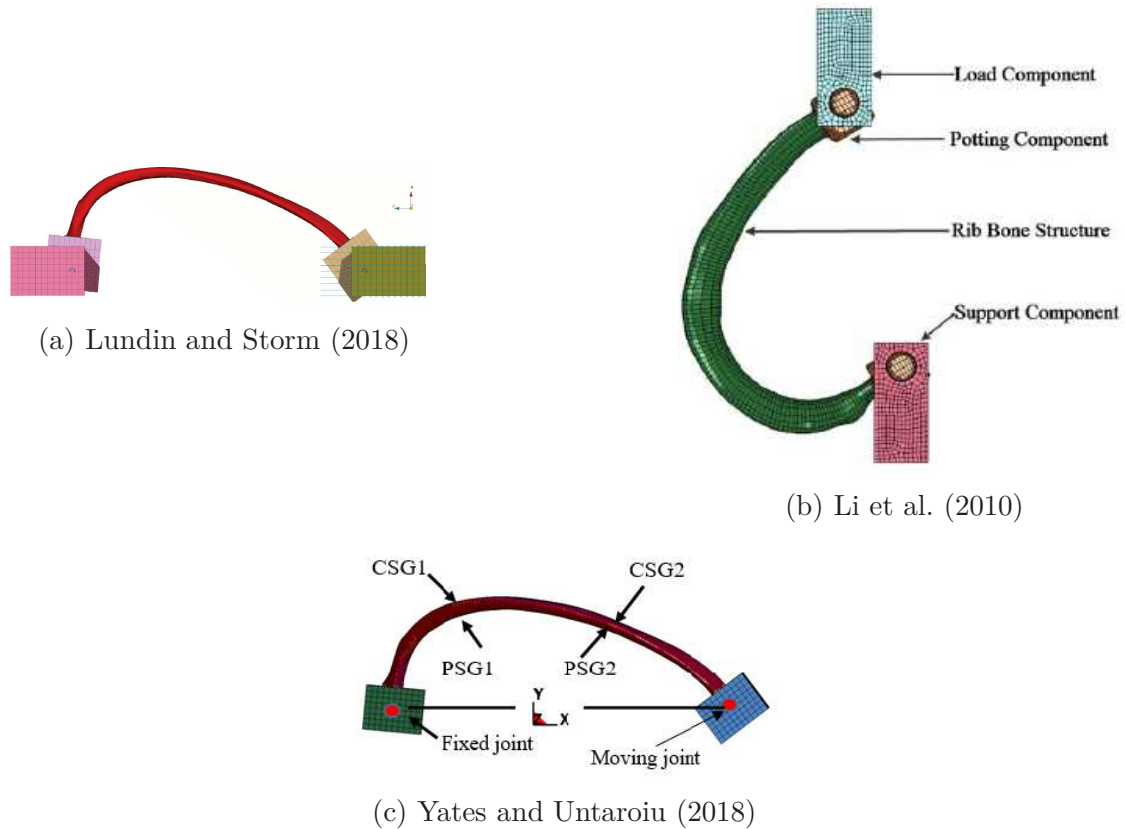 Load Component
Potting Component
Rib Bone Structure
Support Component
(a) Lundin and Storm (2018)
(b) Li et al. (2010)
CSG1
CSG2
PSG1
PSG2
Y
X
Fixed joint
Moving joint
(c) Yates and Untaroiu (2018)